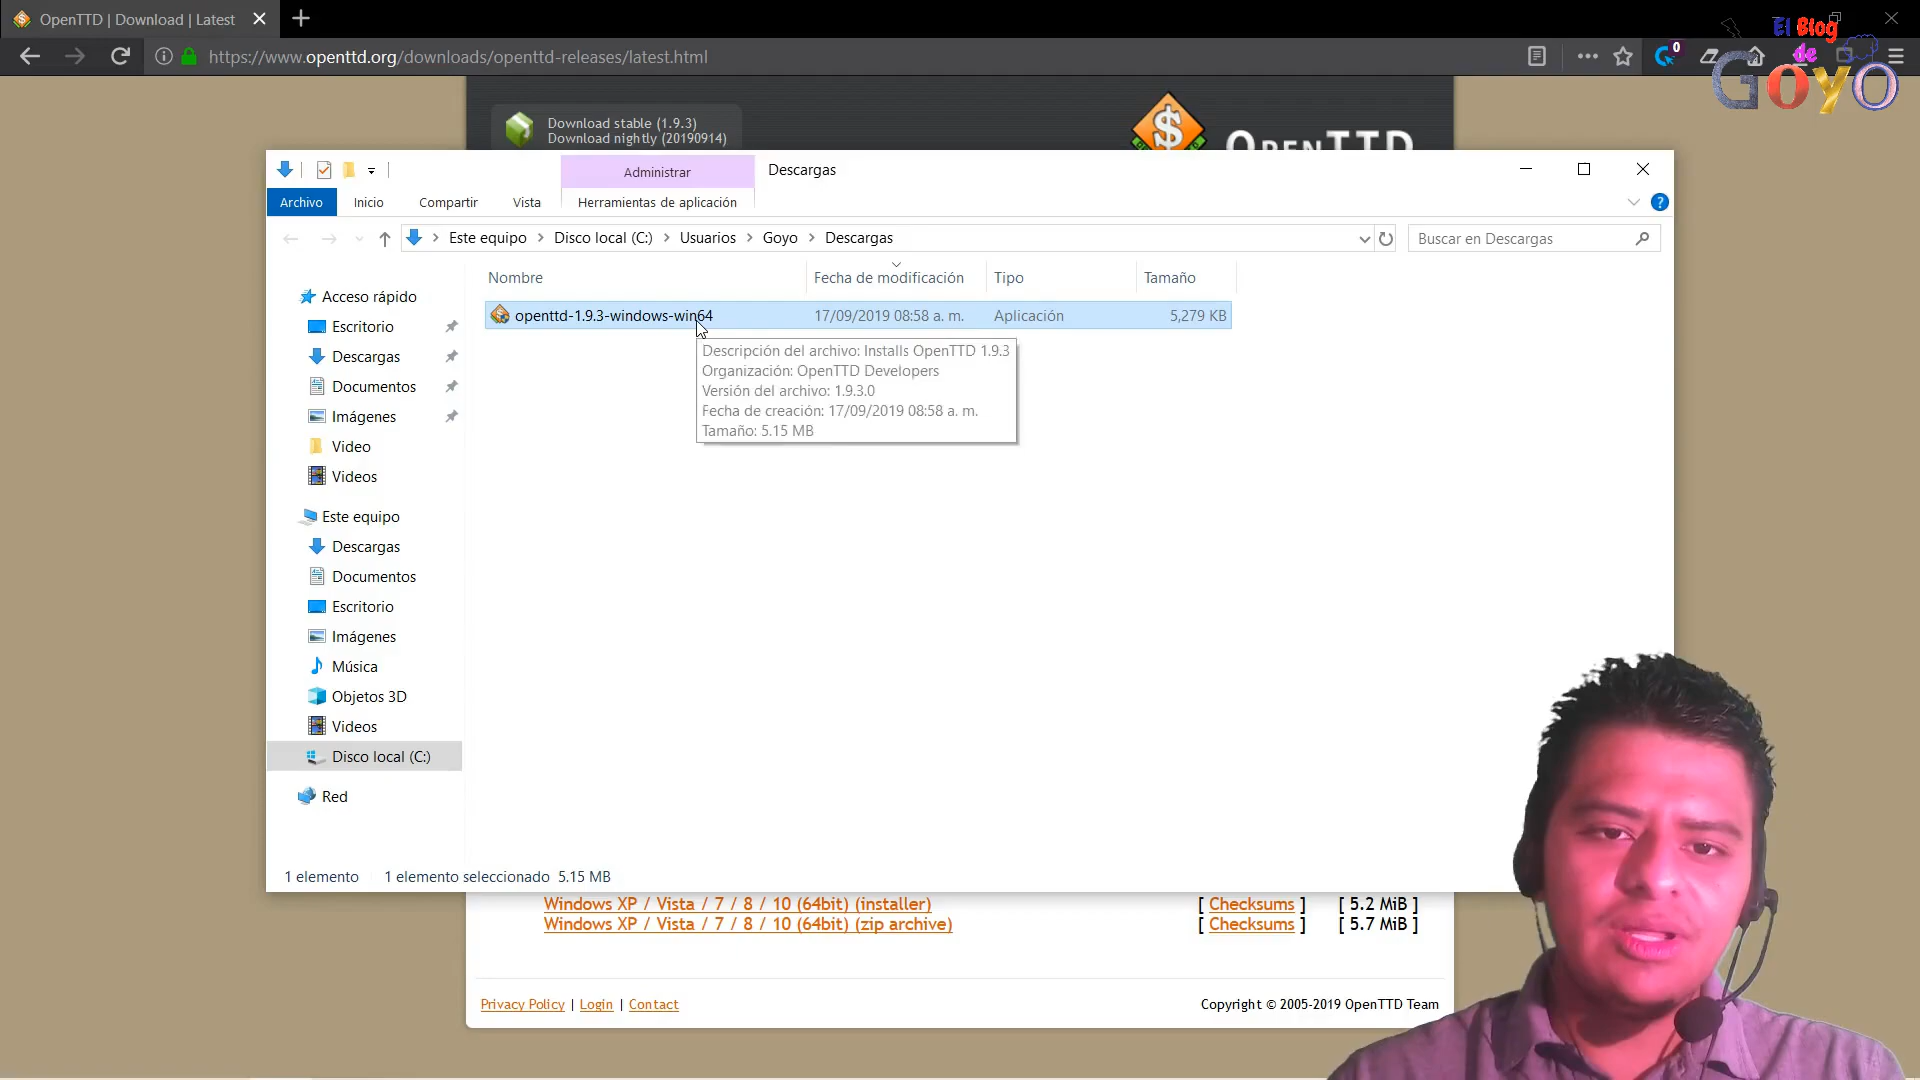 OpenTTD | Download | Latest
https://www.openttd.org/downloads/openttd-releases/latest.html
0
El Blog
de
GOYO
Download stable (1.9.3)
Download nightly (20190914)
OPENTTD
Administrar
Descargas
Archivo
Inicio
Compartir
Vista
Herramientas de aplicación
Este equipo > Disco local (C:) > Usuarios > Goyo > Descargas
Buscar en Descargas
Nombre
Fecha de modificación
Tipo
Tamaño
openttd-1.9.3-windows-win64
17/09/2019 08:58 a. m.
Aplicación
5,279 KB
Descripción del archivo: Installs OpenTTD 1.9.3
Organización: OpenTTD Developers
Versión del archivo: 1.9.3.0
Fecha de creación: 17/09/2019 08:58 a. m.
Tamaño: 5.15 MB
Acceso rápido
Escritorio
Descargas
Documentos
Imágenes
Video
Videos
Este equipo
Descargas
Documentos
Escritorio
Imágenes
Música
Objetos 3D
Videos
Disco local (C:)
Red
1 elemento
1 elemento seleccionado 5.15 MB
Windows XP / Vista / 7 / 8 / 10 (64bit) (installer) [ Checksums ] [ 5.2 MiB ]
Windows XP / Vista / 7 / 8 / 10 (64bit) (zip archive) [ Checksums ] [ 5.7 MiB ]
Privacy Policy | Login | Contact
Copyright © 2005-2019 OpenTTD Team